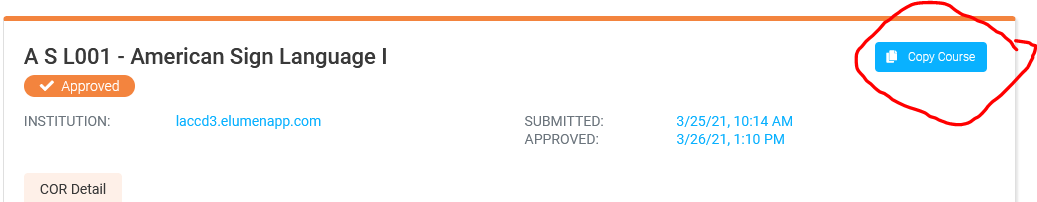 A S L001 - American Sign Language I
Copy Course
Approved
INSTITUTION: laccd3.elumenapp.com
SUBMITTED: 3/25/21, 10:14 AM
APPROVED: 3/26/21, 1:10 PM
COR Detail